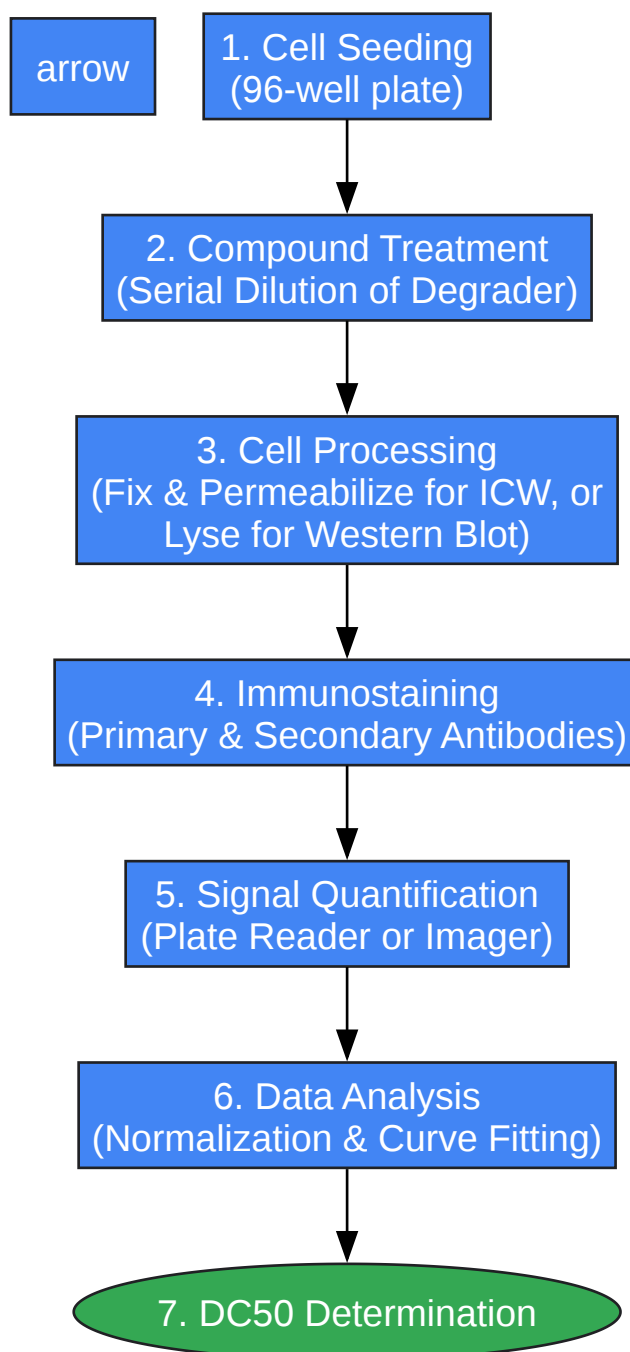 arrow
1. Cell Seeding
(96-well plate)
2. Compound Treatment
(Serial Dilution of Degrader)
3. Cell Processing
(Fix & Permeabilize for ICW, or
Lyse for Western Blot)
4. Immunostaining
(Primary & Secondary Antibodies)
5. Signal Quantification
(Plate Reader or Imager)
6. Data Analysis
(Normalization & Curve Fitting)
7. DC50 Determination